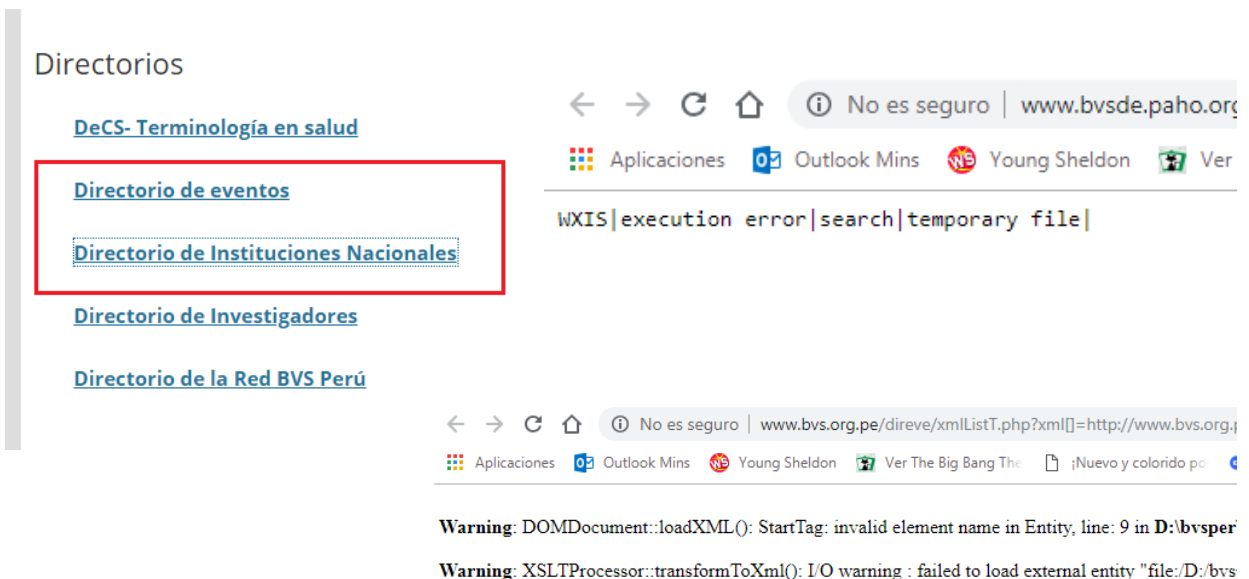 Directorios
DeCS- Terminología en salud
Directorio de eventos
Directorio de Instituciones Nacionales
Directorio de Investigadores
Directorio de la Red BVS Perú
No es seguro | www.bvsde.paho.org
Aplicaciones Outlook Mins Young Sheldon Ver
WXIS|execution error|search|temporary file|
No es seguro | www.bvs.org.pe/direve/xmlListT.php?xml[]=http://www.bvs.org.p
Aplicaciones Outlook Mins Young Sheldon Ver The Big Bang The ¡Nuevo y colorido po
Warning: DOMDocument::loadXML(): StartTag: invalid element name in Entity, line: 9 in D:\bvsper\
Warning: XSLTProcessor::transformToXml(): I/O warning : failed to load external entity "file:/D:/bvs